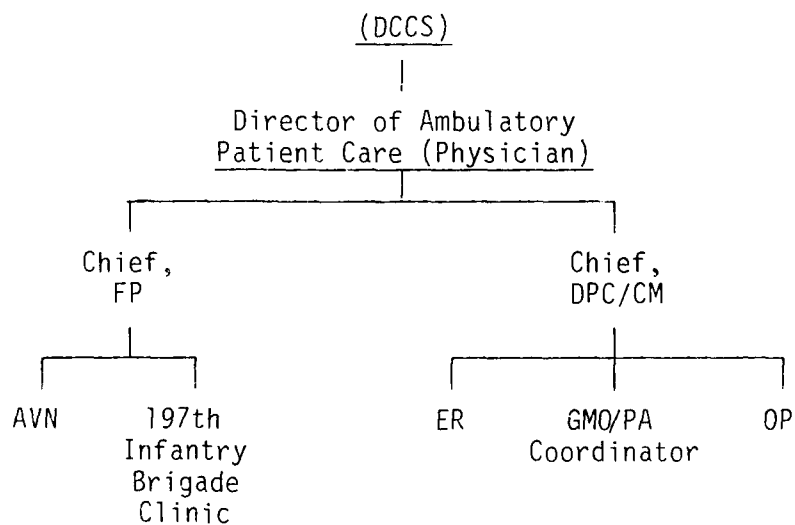 (DCCS)
Director of Ambulatory
Patient Care (Physician)
Chief,
FP
Chief,
DPC/CM
AVN
197th
Infantry
Brigade
Clinic
ER
GMO/PA
Coordinator
OP